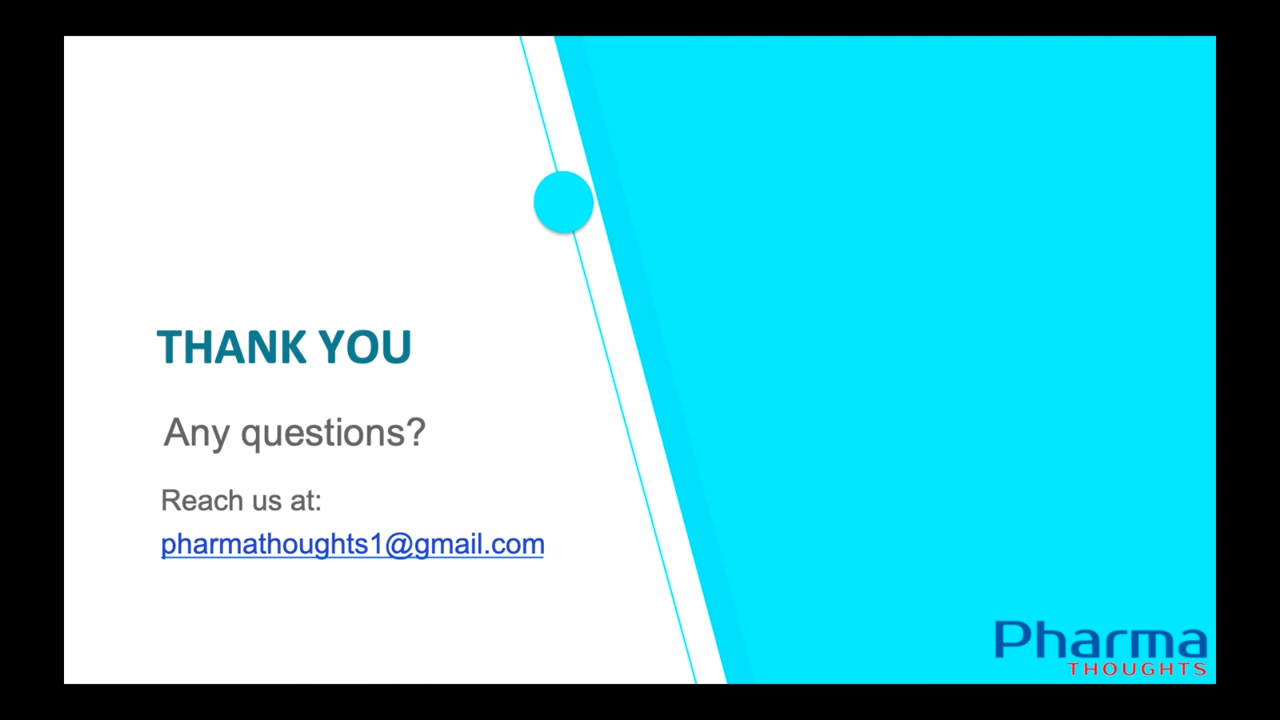 THANK YOU
Any questions?
Reach us at:
pharmathoughts1@gmail.com
Pharma
THOUGHTS